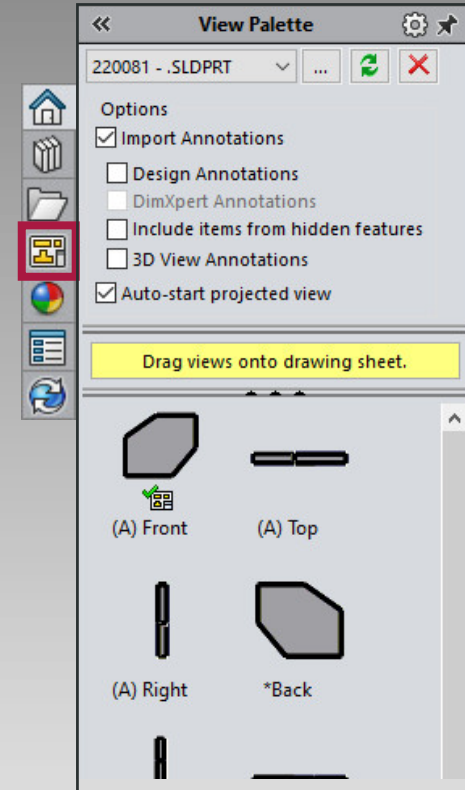 View Palette
220081 - .SLDPRT
...
Options
Import Annotations
Design Annotations
DimXpert Annotations
Include items from hidden features
3D View Annotations
Auto-start projected view
Drag views onto drawing sheet.
(A) Front
(A) Top
(A) Right
*Back